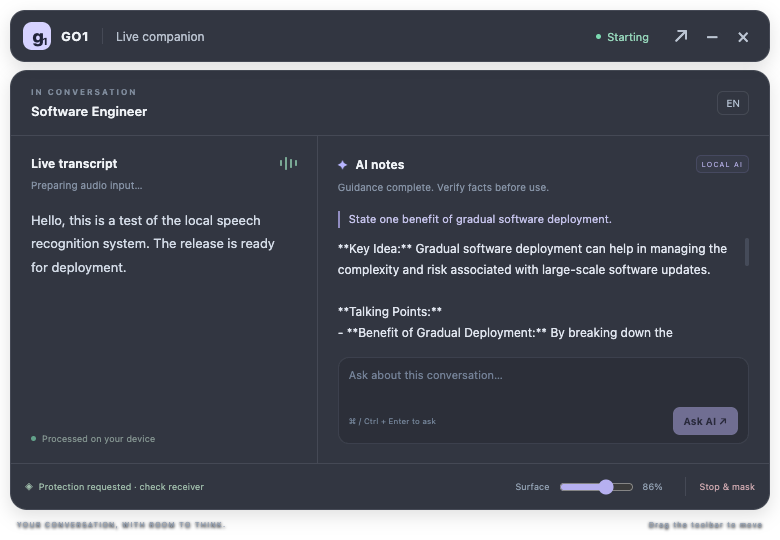 g1 GO1 Live companion Starting
IN CONVERSATION
Software Engineer
EN
Live transcript
Preparing audio input...
Hello, this is a test of the local speech
recognition system. The release is ready
for deployment.
Processed on your device
AI notes
LOCAL AI
Guidance complete. Verify facts before use.
State one benefit of gradual software deployment.
**Key Idea:** Gradual software deployment can help in managing the
complexity and risk associated with large-scale software updates.
**Talking Points:**
- **Benefit of Gradual Deployment:** By breaking down the
Ask about this conversation...
⌘ / Ctrl + Enter to ask
Ask AI ↗
Protection requested · check receiver
Surface 86% Stop & mask
YOUR CONVERSATION, WITH ROOM TO THINK.
Drag the toolbar to move